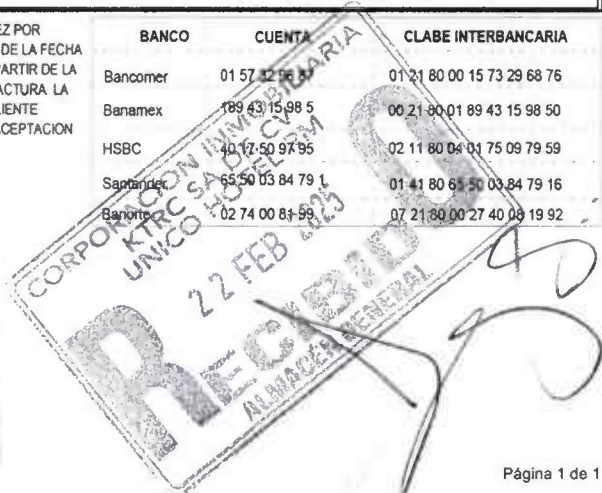 EZ POR
DE LA FECHA
PARTIR DE LA
ACTURA LA
LIENTE
ACEPTACION
BANCO CUENTA CLABE INTERBANCARIA
Bancomer 01 57 32 96 87 01 21 80 00 15 73 29 68 76
Banamex 189 43 15 98 5 00 21 80 01 89 43 15 98 50
HSBC 40 17 50 97 95 02 11 80 04 01 75 09 79 59
Santander 65 50 03 84 79 1 01 41 80 65 50 03 84 79 16
Banorte 02 74 00 81 99 07 21 80 00 27 40 08 19 92
CORPORACION INMOBILIARIA
KTRC SA DE CV
UNICO HOTEL RM
22 FEB 2025
RECIBIDO
ALMACEN GENERAL
Página 1 de 1